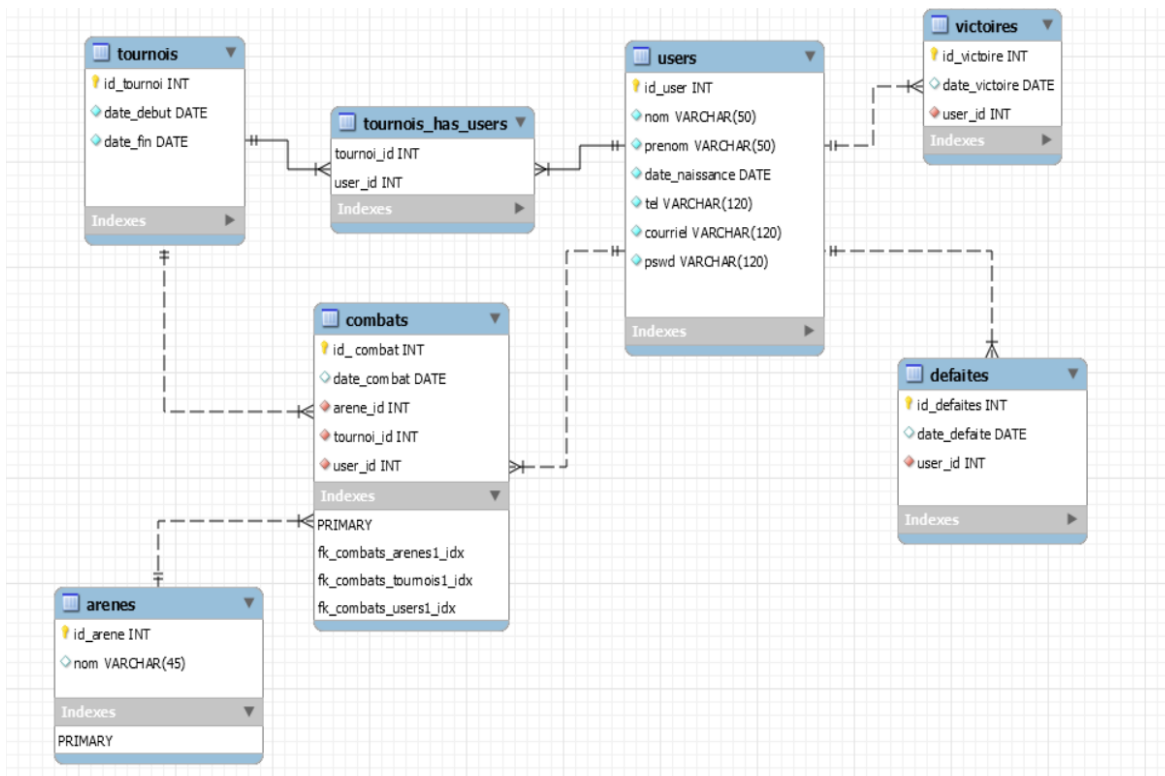 tournois
id_tournoi INT
date_debut DATE
date_fin DATE
Indexes
tournois_has_users
tournoi_id INT
user_id INT
Indexes
users
id_user INT
nom VARCHAR(50)
prenom VARCHAR(50)
date_naissance DATE
tel VARCHAR(120)
courriel VARCHAR(120)
pswd VARCHAR(120)
Indexes
victoires
id_victoire INT
date_victoire DATE
user_id INT
Indexes
combats
id_ combat INT
date_combat DATE
arene_id INT
tournoi_id INT
user_id INT
Indexes
PRIMARY
fk_combats_arenes1_idx
fk_combats_tournois1_idx
fk_combats_users1_idx
defaites
id_defaites INT
date_defaite DATE
user_id INT
Indexes
arenes
id_arene INT
nom VARCHAR(45)
Indexes
PRIMARY